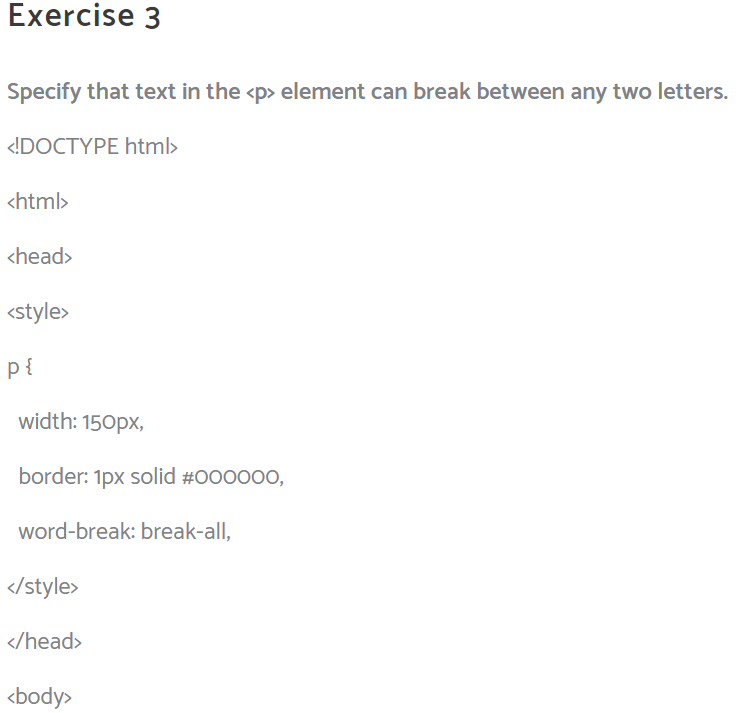 Exercise 3
Specify that text in the <p> element can break between any two letters.
<!DOCTYPE html>
<html>
<head>
<style>
p {
width: 150px,
border: 1px solid #000000,
word-break: break-all,
</style>
</head>
<body>